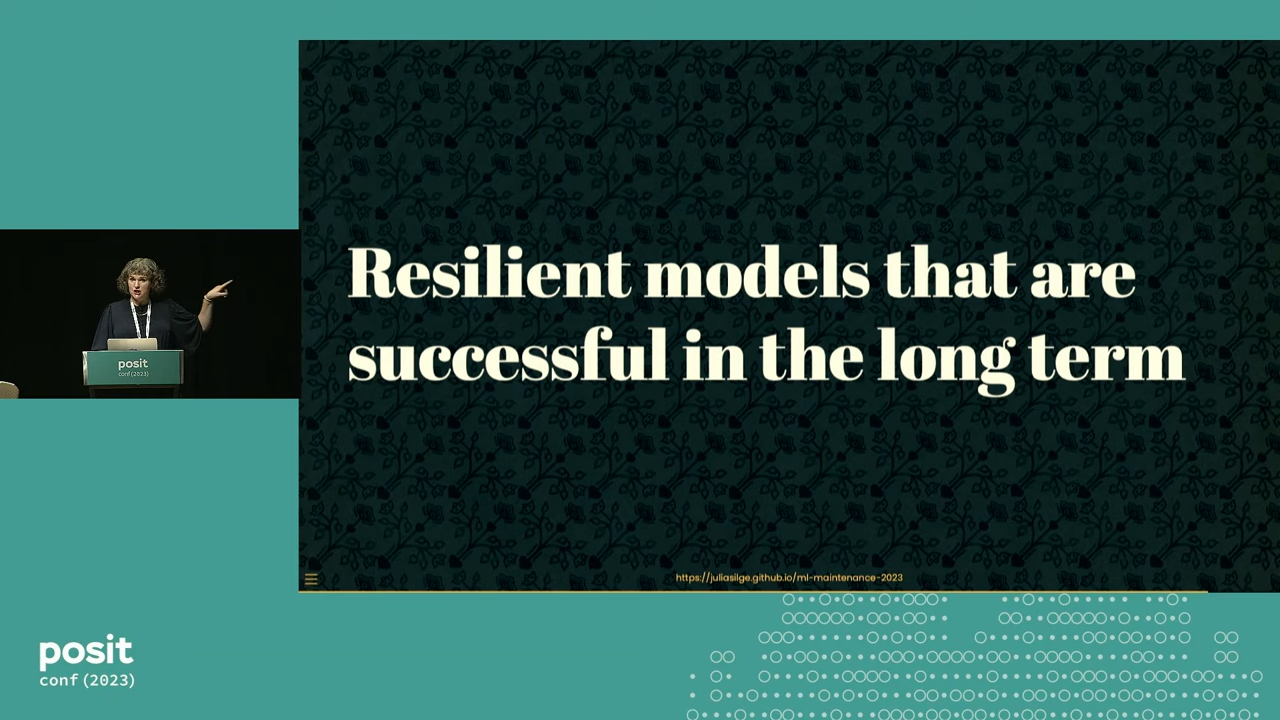 Resilient models that are
successful in the long term
posit
conf(2023)
https://juliasilge.github.io/ml-maintenance-2023
posit
conf(2023)